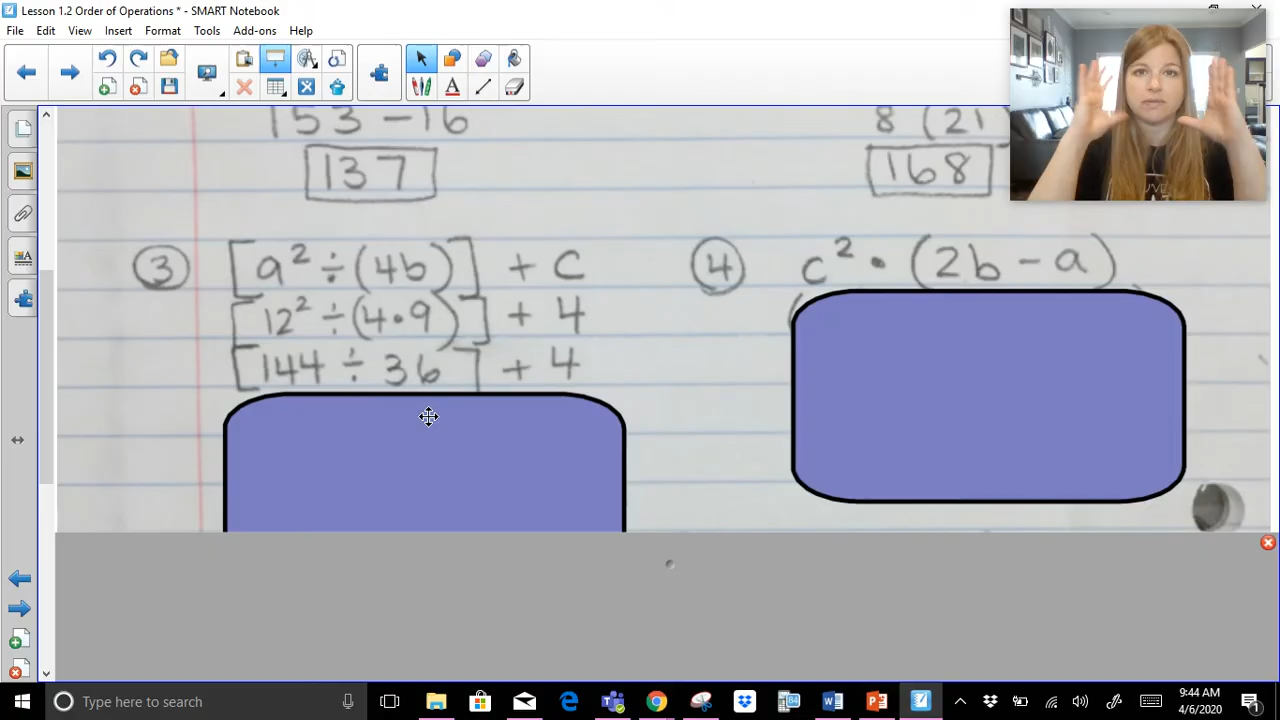 Lesson 1.2 Order of Operations * - SMART Notebook
File Edit View Insert Format Tools Add-ons Help
153 - 16
137
8 (21
168
③ [a² ÷ (4b)] + c
[12² ÷ (4•9)] + 4
[144 ÷ 36] + 4
④ c² • (2b - a)
Type here to search
9:44 AM
4/6/2020